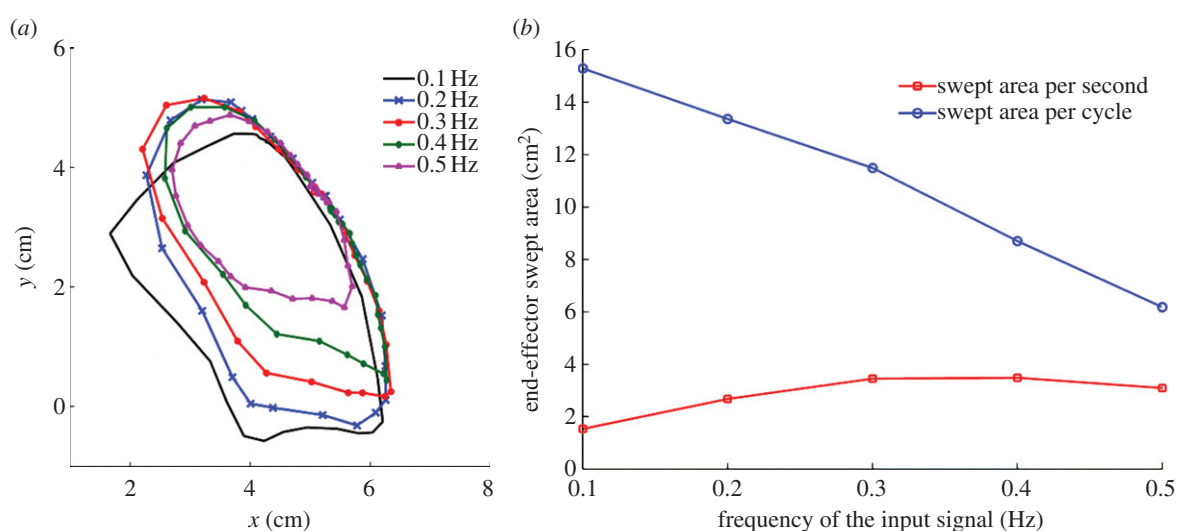 (a)
6
4
2
0
y (cm)
2
4
6
8
x (cm)
0.1 Hz
0.2 Hz
0.3 Hz
0.4 Hz
0.5 Hz
(b)
16
14
12
10
8
6
4
2
0
end-effector swept area (cm²)
swept area per second
swept area per cycle
0.1
0.2
0.3
0.4
0.5
frequency of the input signal (Hz)